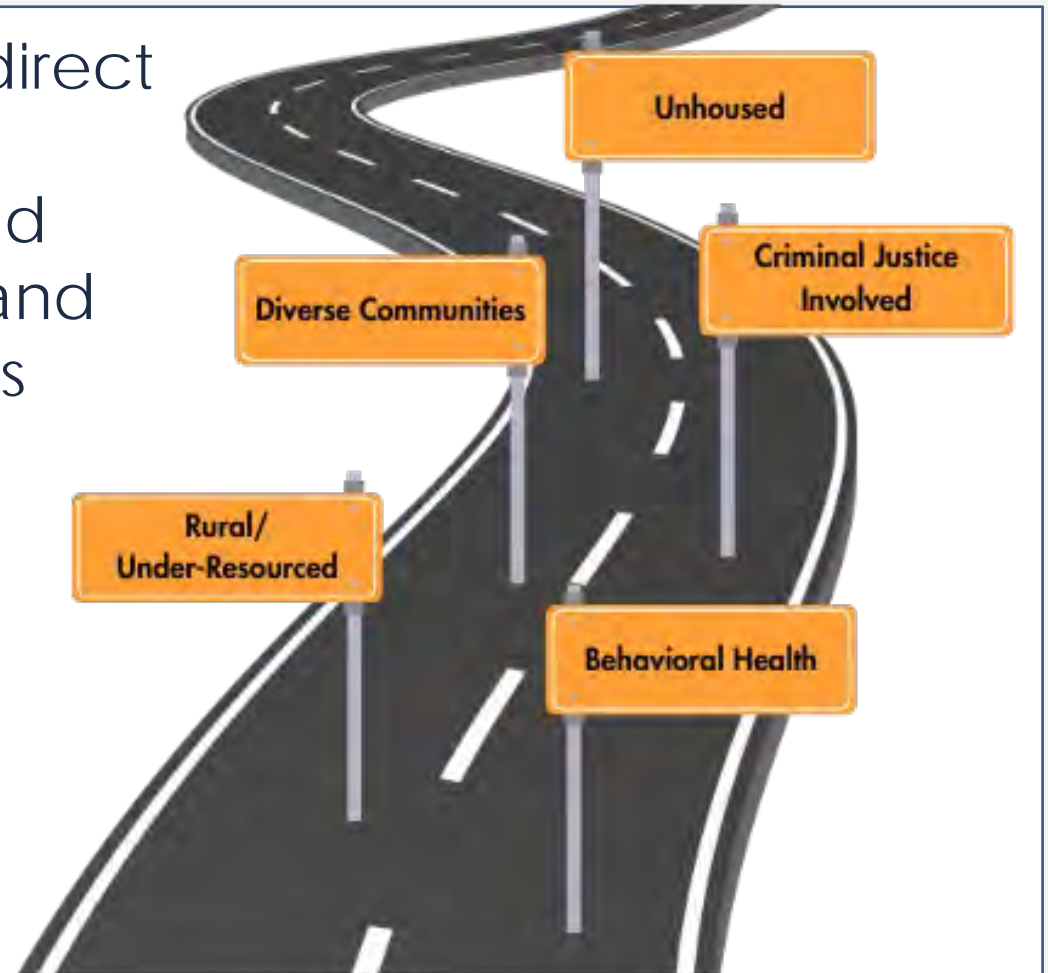 direct
d
and
s
Unhoused
Criminal Justice
Involved
Diverse Communities
Rural/
Under-Resourced
Behavioral Health